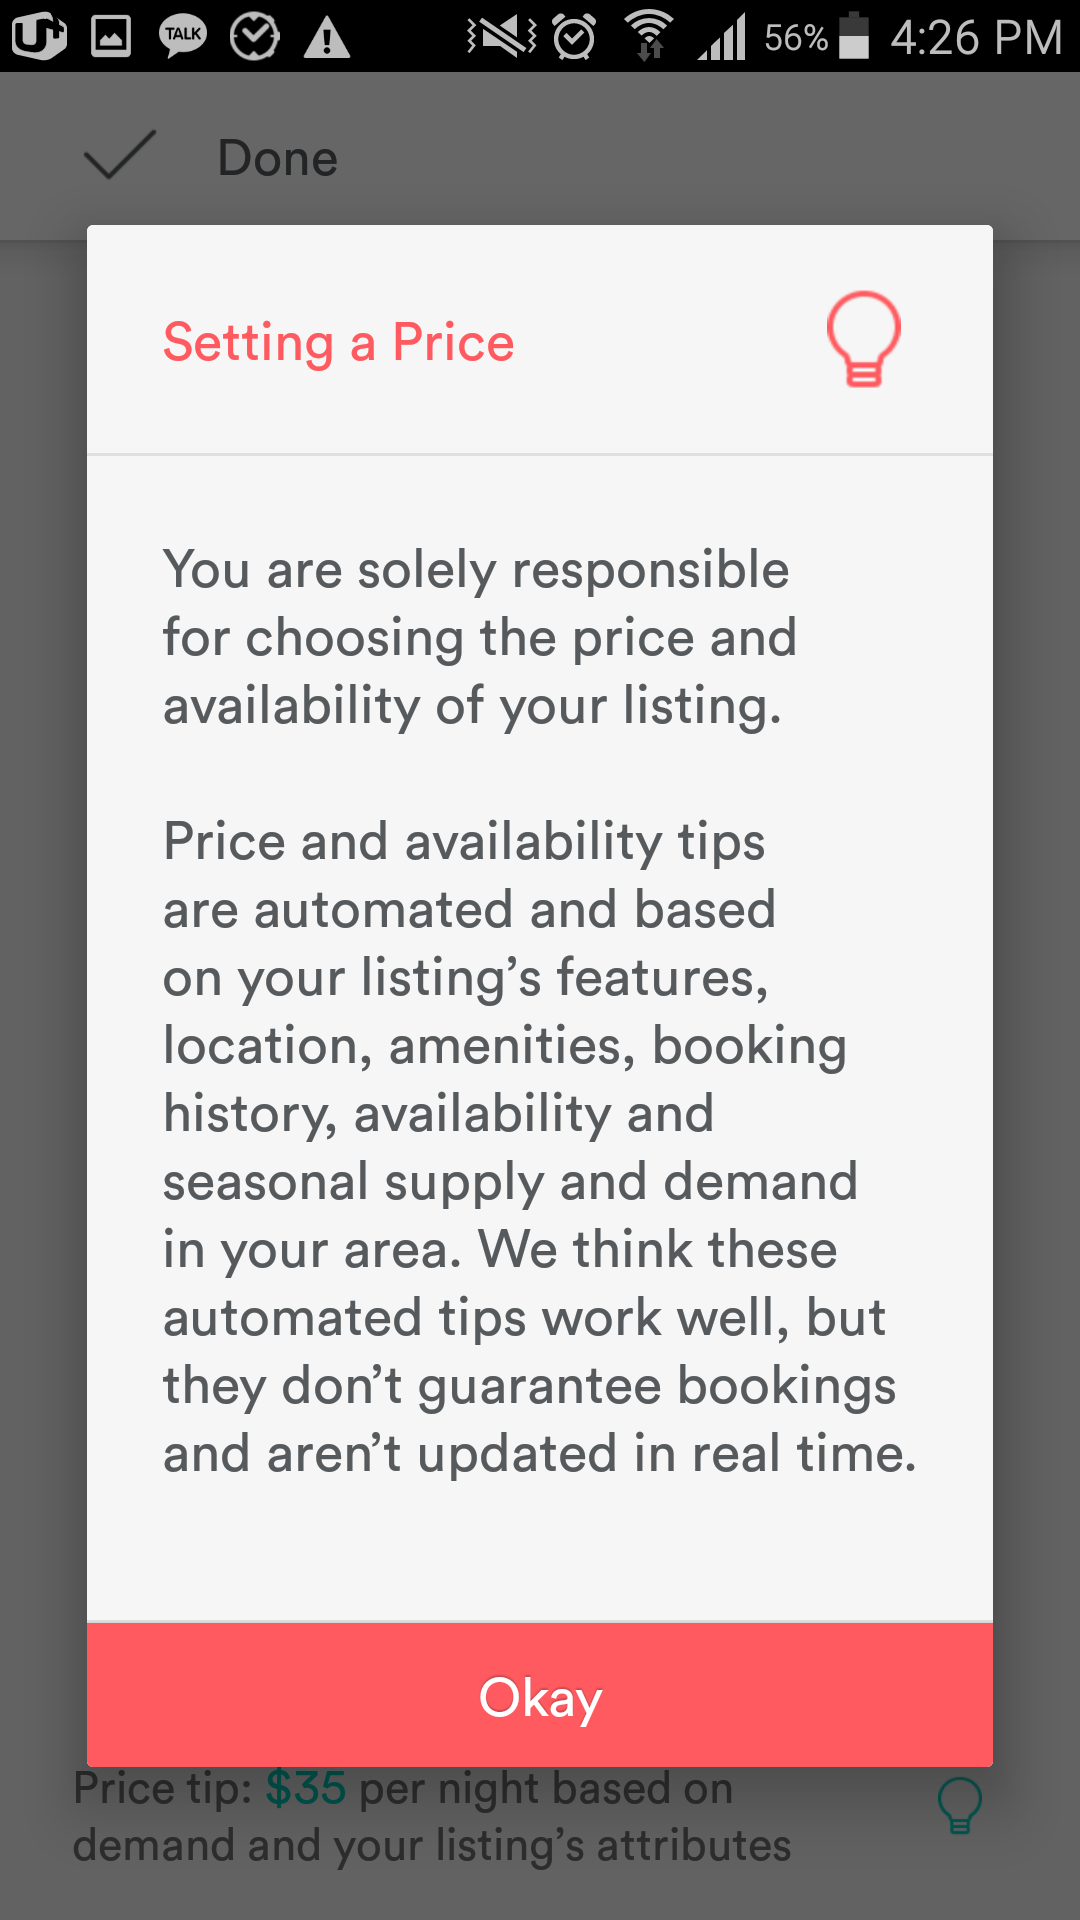 U+ TALK 56% 4:26 PM
Done
Setting a Price
You are solely responsible
for choosing the price and
availability of your listing.
Price and availability tips
are automated and based
on your listing’s features,
location, amenities, booking
history, availability and
seasonal supply and demand
in your area. We think these
automated tips work well, but
they don’t guarantee bookings
and aren’t updated in real time.
Okay
Price tip: $35 per night based on
demand and your listing’s attributes